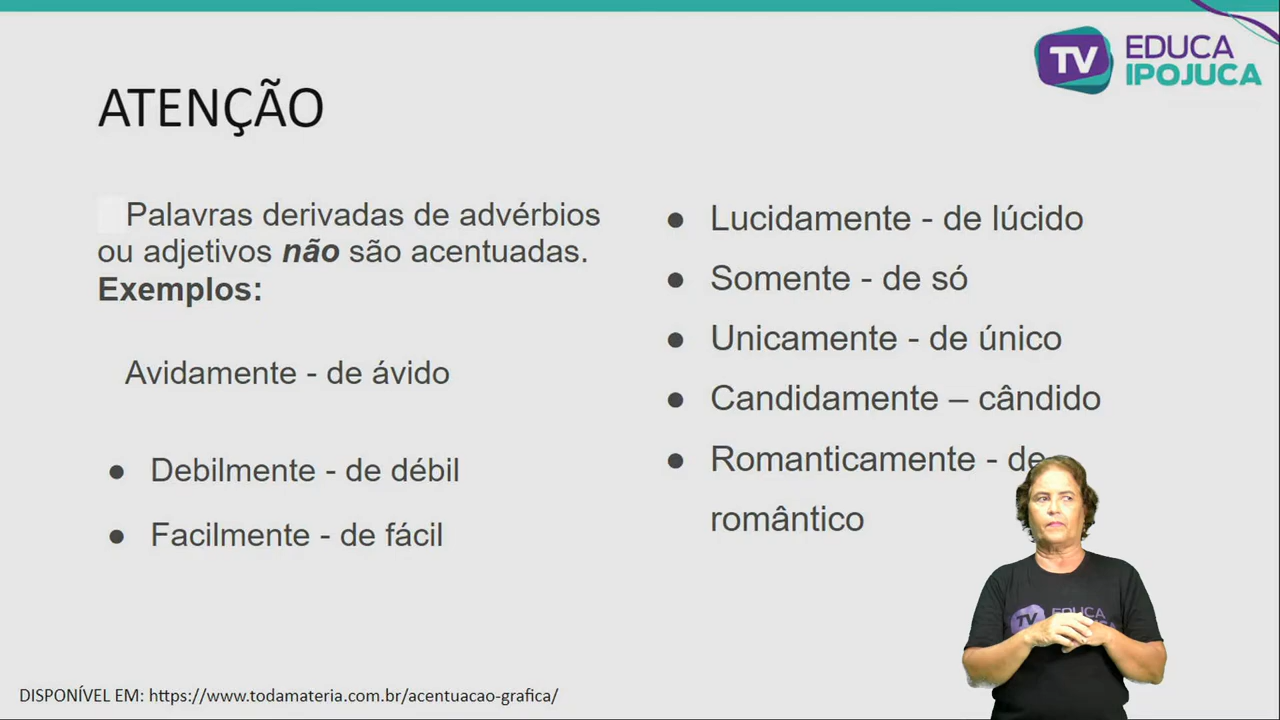 TV EDUCA
IPOJUCA
ATENÇÃO
Palavras derivadas de advérbios
ou adjetivos não são acentuadas.
Exemplos:
Avidamente - de ávido
● Debilmente - de débil
● Facilmente - de fácil
● Lucidamente - de lúcido
● Somente - de só
● Unicamente - de único
● Candidamente – cândido
● Romanticamente - de
romântico
TV EDUCA
DISPONÍVEL EM: https://www.todamateria.com.br/acentuacao-grafica/